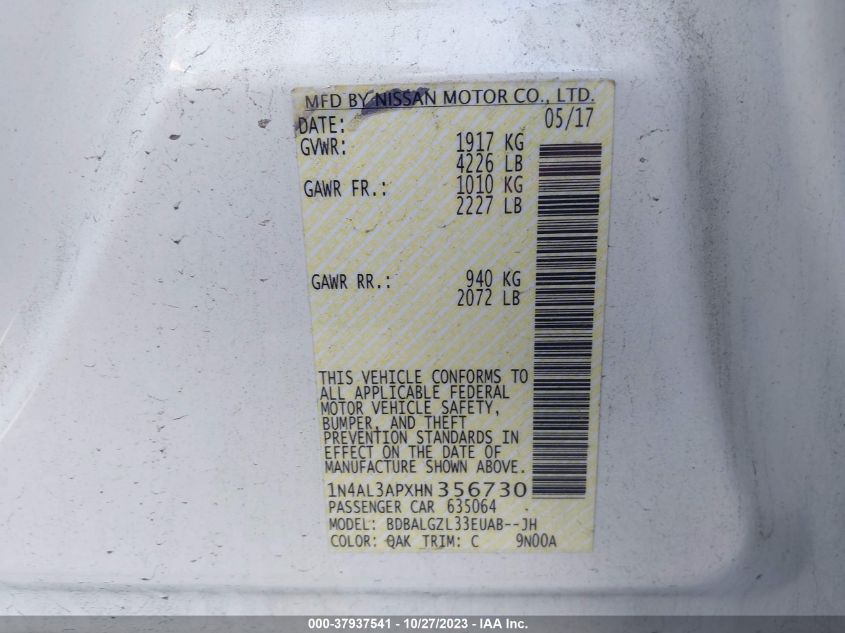 MFD BY NISSAN MOTOR CO., LTD.
DATE: 05/17
GVWR: 1917 KG
4226 LB
GAWR FR.: 1010 KG
2227 LB
GAWR RR.: 940 KG
2072 LB
THIS VEHICLE CONFORMS TO
ALL APPLICABLE FEDERAL
MOTOR VEHICLE SAFETY,
BUMPER, AND THEFT
PREVENTION STANDARDS IN
EFFECT ON THE DATE OF
MANUFACTURE SHOWN ABOVE.
1N4AL3APXHN356730
PASSENGER CAR 635064
MODEL: BDBALGZL33EUAB--JH
COLOR: QAK TRIM: C 9N00A
000-37937541 - 10/27/2023 - IAA Inc.